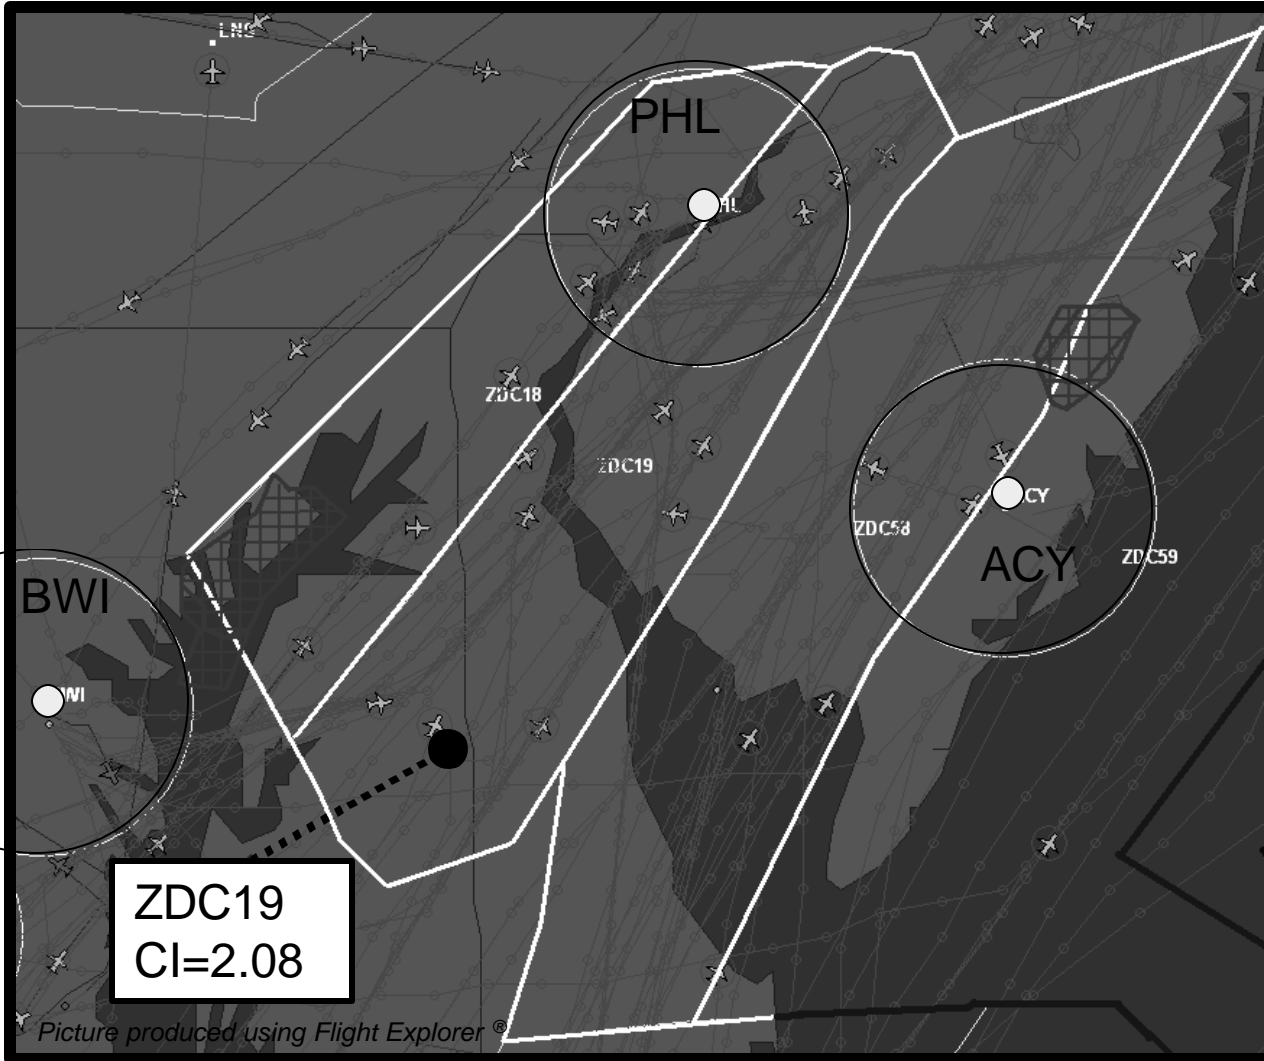 LNS
PHL
ZDC18
ZDC19
CY
ZDC58
ACY
ZDC59
BWI
WI
ZDC19
CI=2.08
Picture produced using Flight Explorer ®